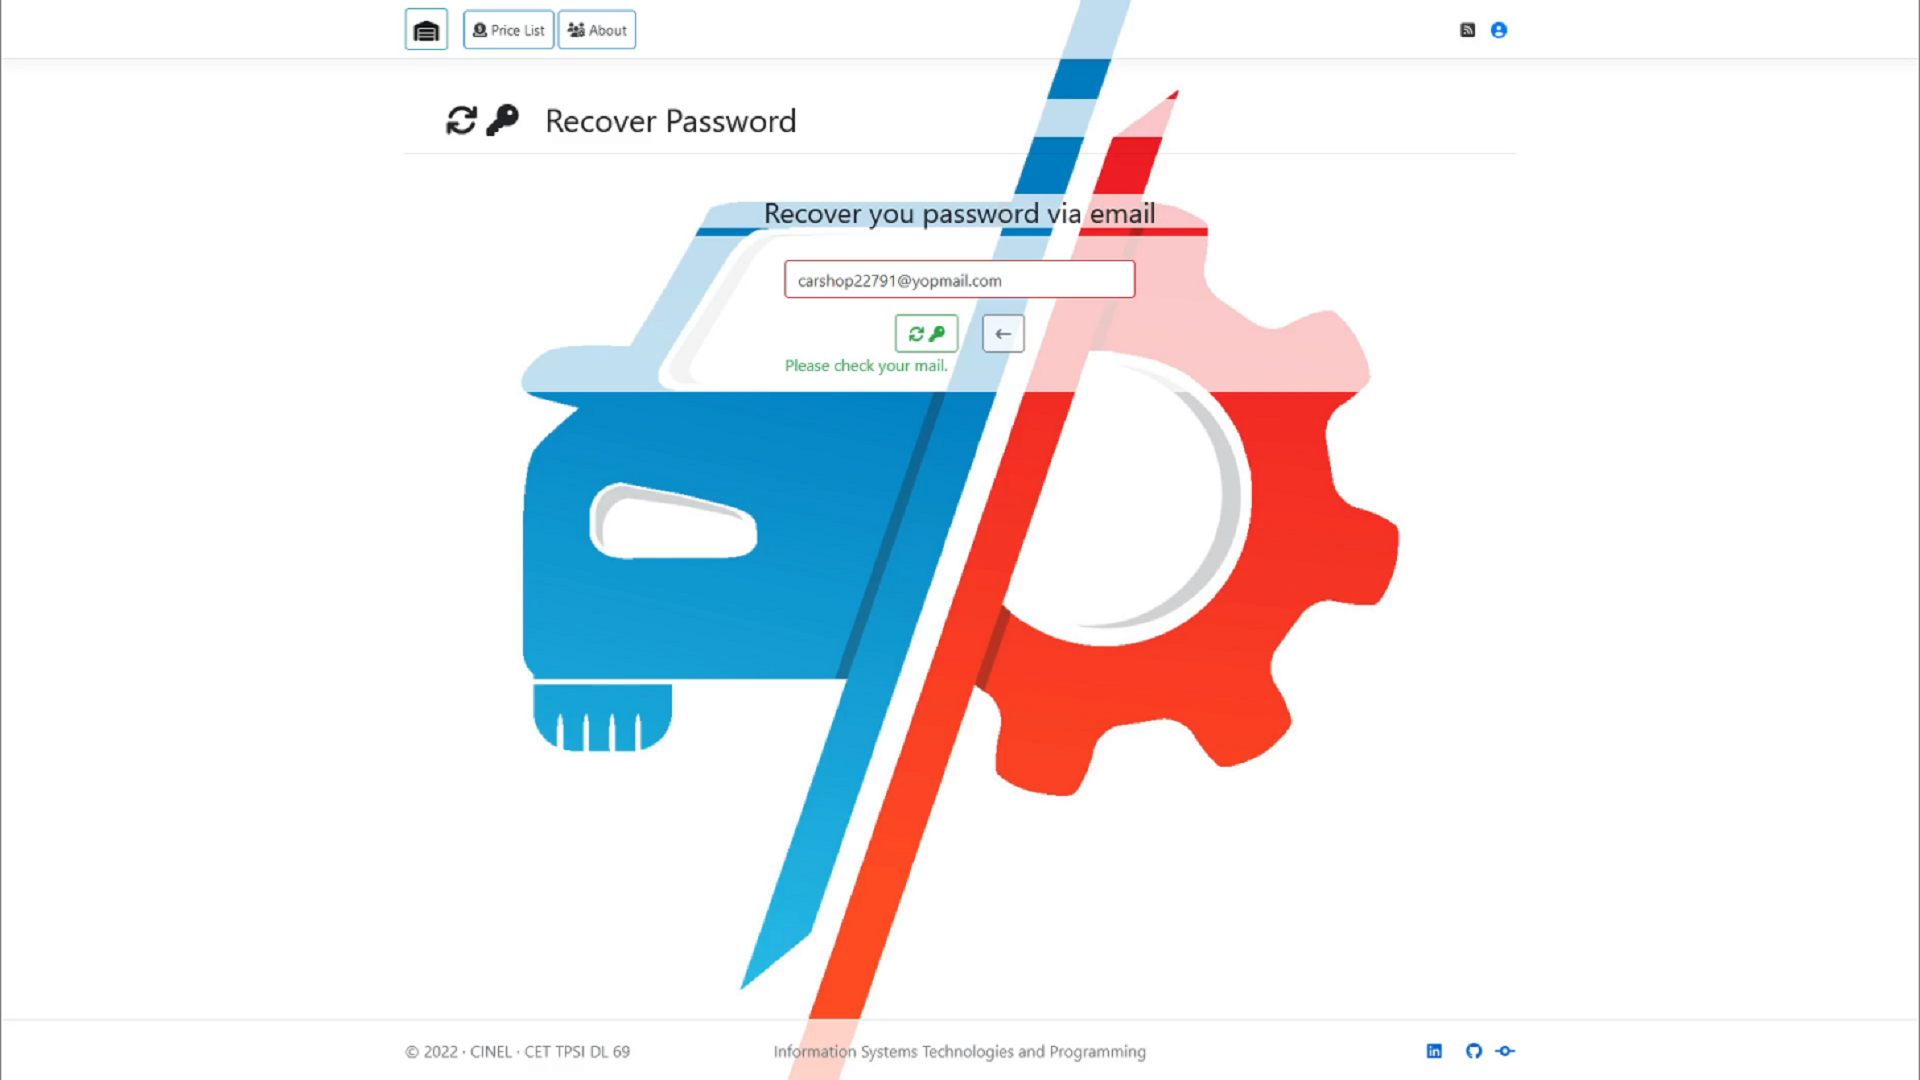 Price List
About
Recover Password
Recover you password via email
carshop22791@yopmail.com
Please check your mail.
© 2022 · CINEL · CET TPSI DL 69
Information Systems Technologies and Programming